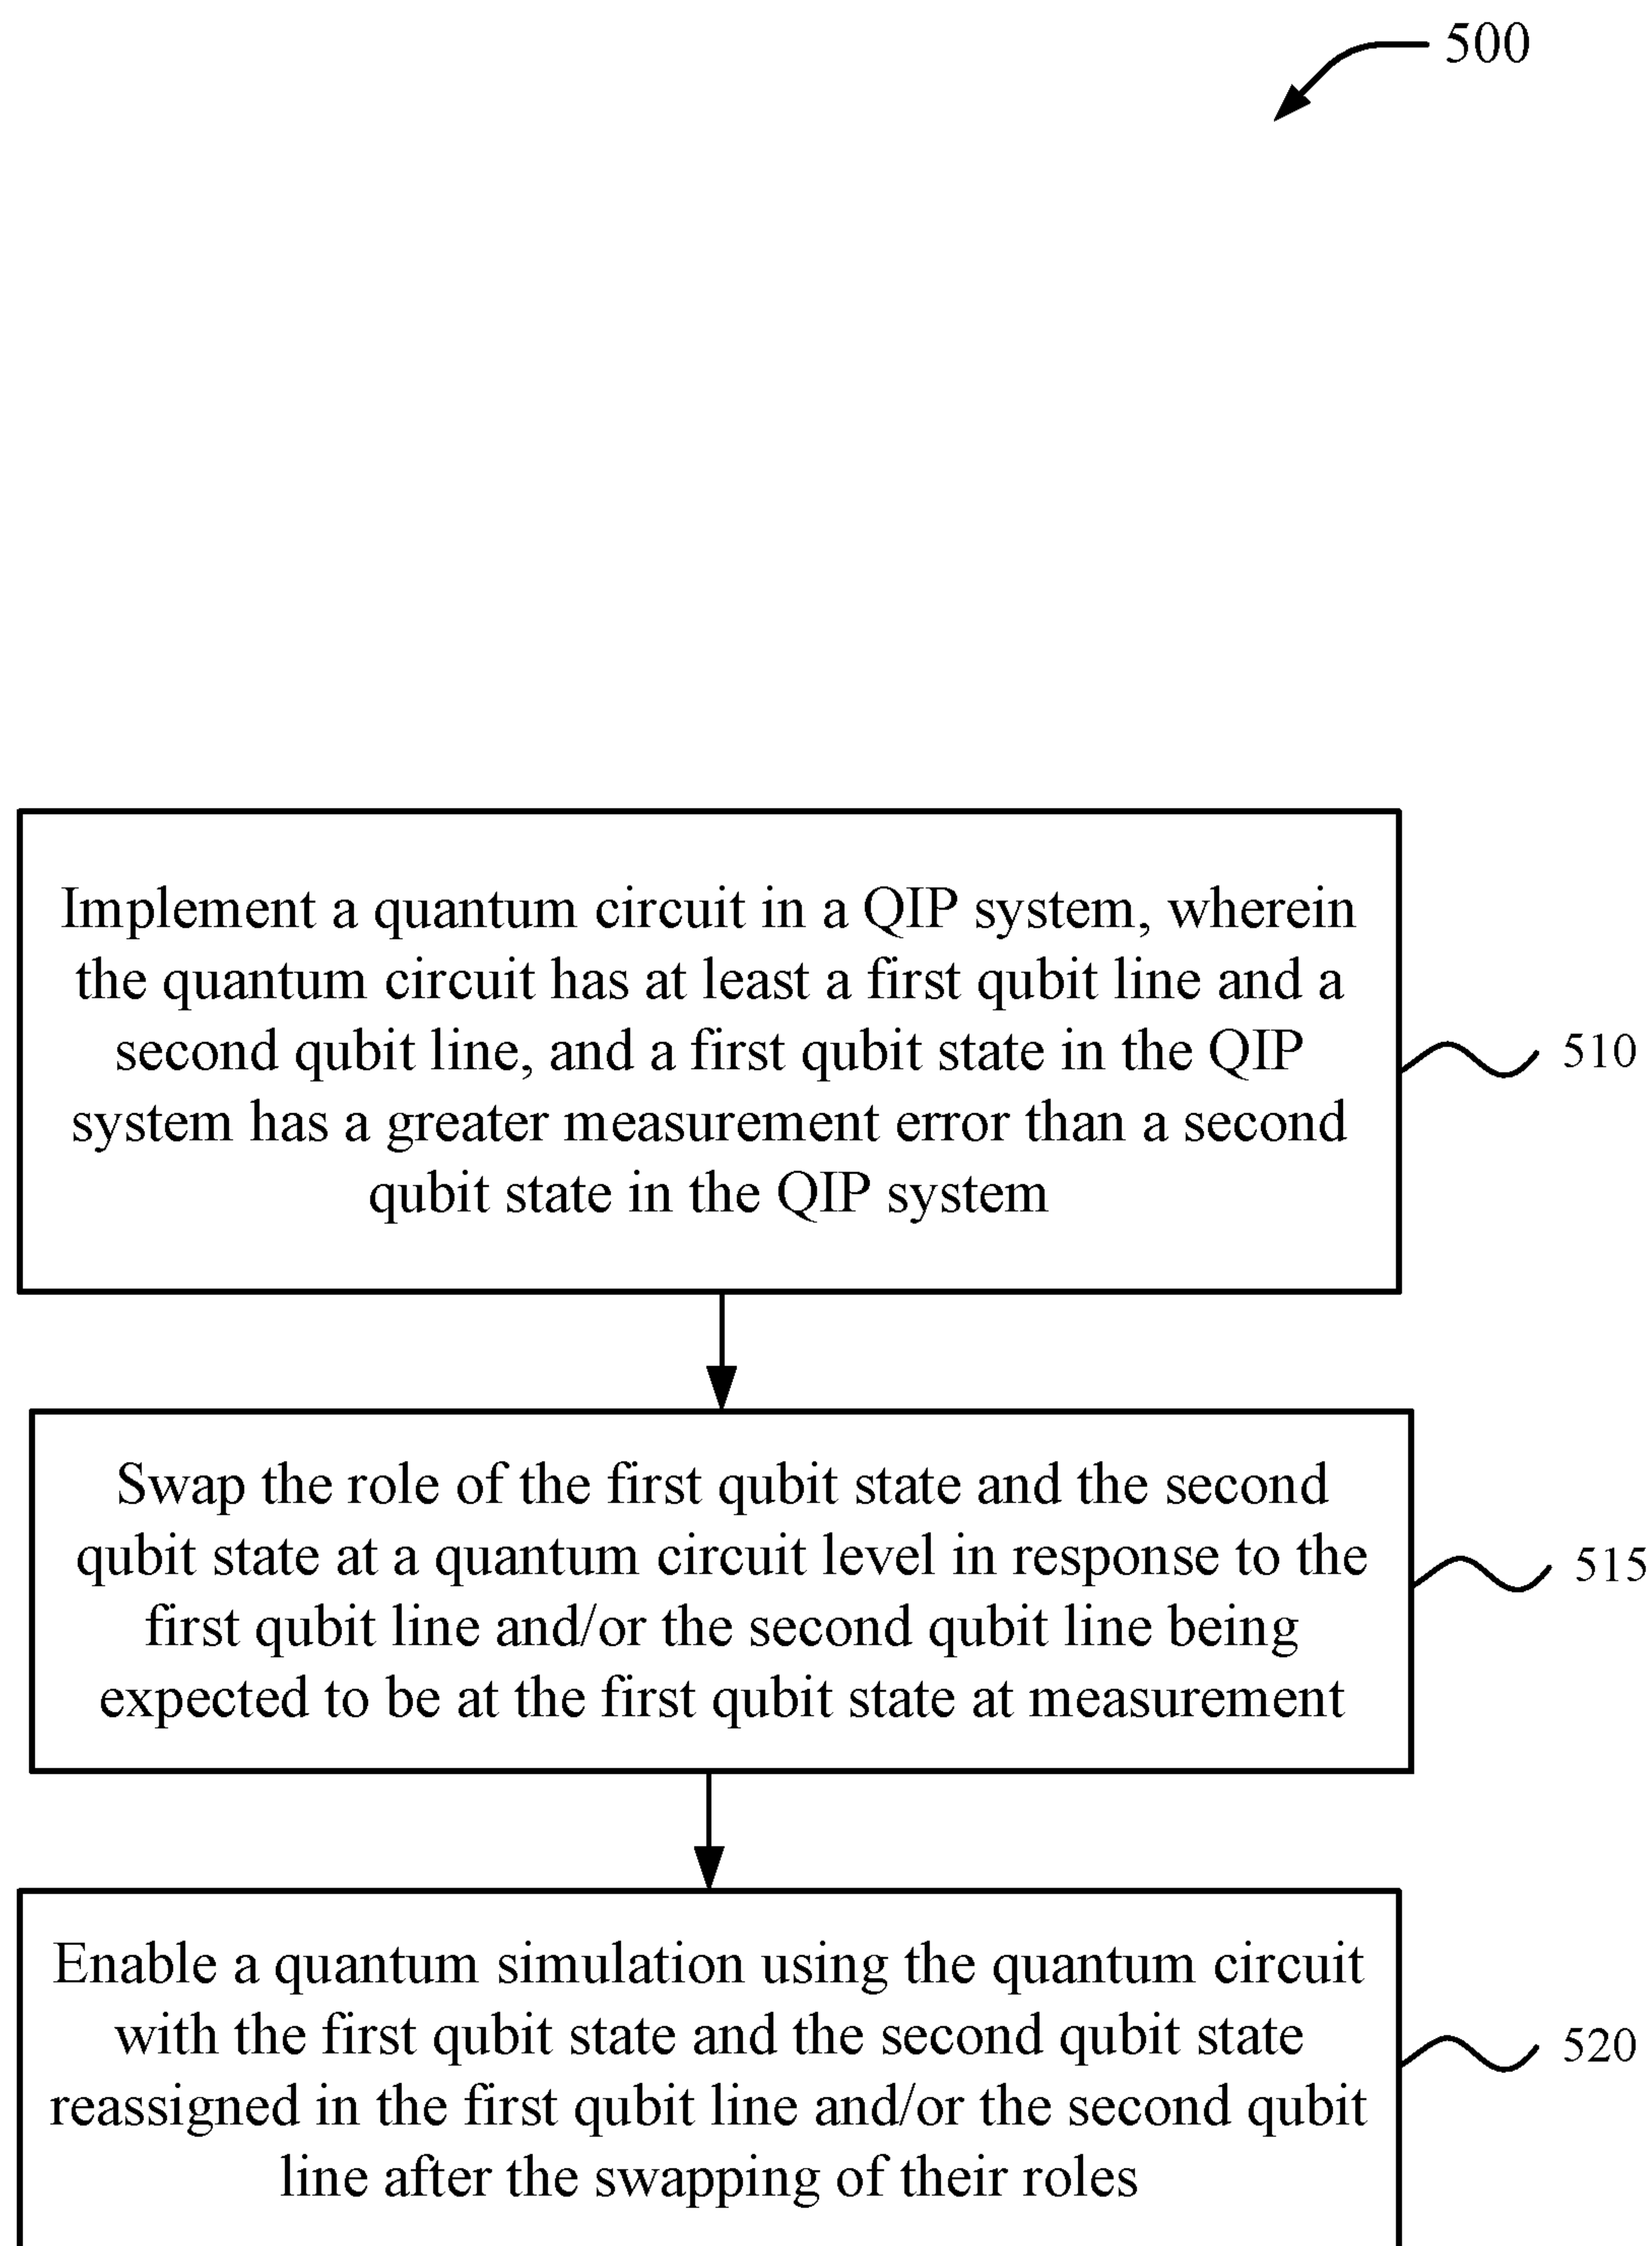 500
Implement a quantum circuit in a QIP system, wherein
the quantum circuit has at least a first qubit line and a
second qubit line, and a first qubit state in the QIP
system has a greater measurement error than a second
qubit state in the QIP system
510
Swap the role of the first qubit state and the second
qubit state at a quantum circuit level in response to the
first qubit line and/or the second qubit line being
expected to be at the first qubit state at measurement
515
Enable a quantum simulation using the quantum circuit
with the first qubit state and the second qubit state
reassigned in the first qubit line and/or the second qubit
line after the swapping of their roles
520